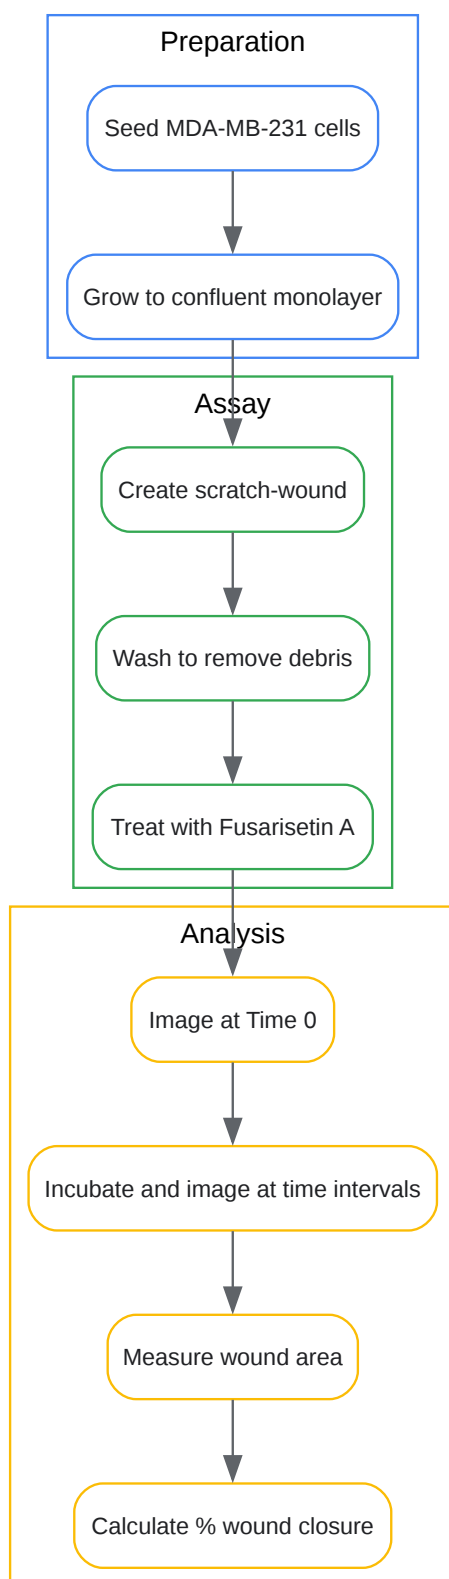 Preparation
Seed MDA-MB-231 cells
Grow to confluent monolayer
Assay
Create scratch-wound
Wash to remove debris
Treat with Fusarisetin A
Analysis
Image at Time 0
Incubate and image at time intervals
Measure wound area
Calculate % wound closure